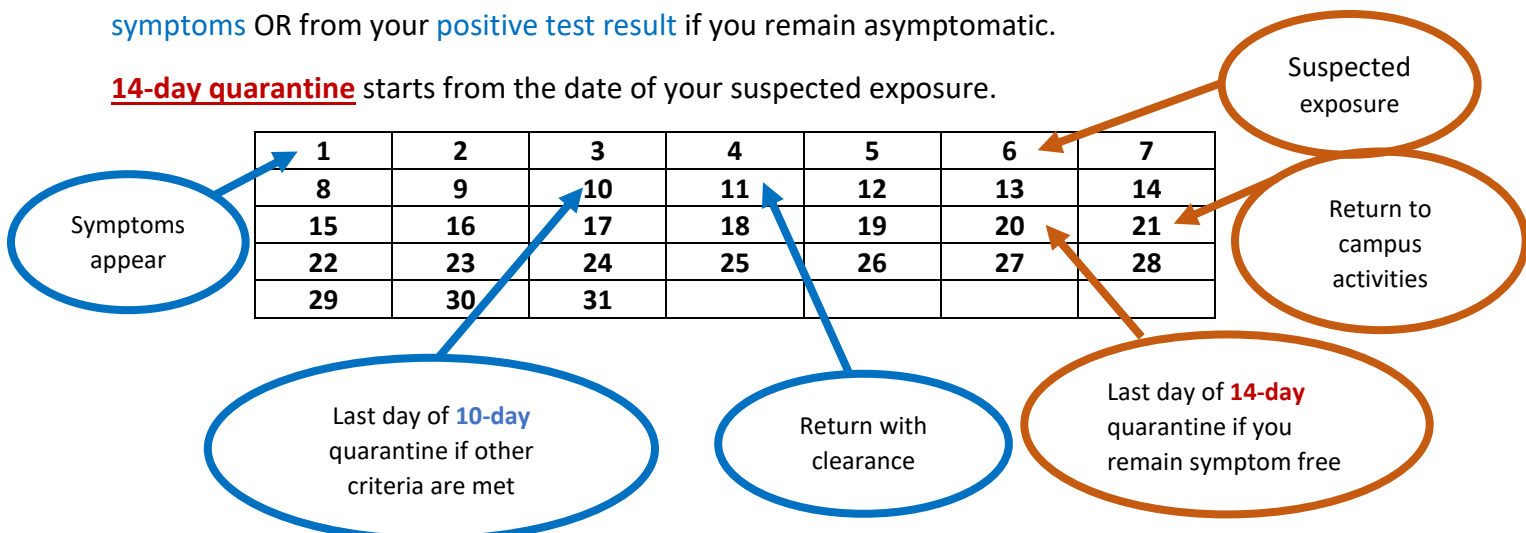 symptoms OR from your positive test result if you remain asymptomatic.
14-day quarantine starts from the date of your suspected exposure.
Suspected
exposure
1 2 3 4 5 6 7
8 9 10 11 12 13 14
15 16 17 18 19 20 21
22 23 24 25 26 27 28
29 30 31
Symptoms
appear
Return to
campus
activities
Last day of 10-day
quarantine if other
criteria are met
Return with
clearance
Last day of 14-day
quarantine if you
remain symptom free